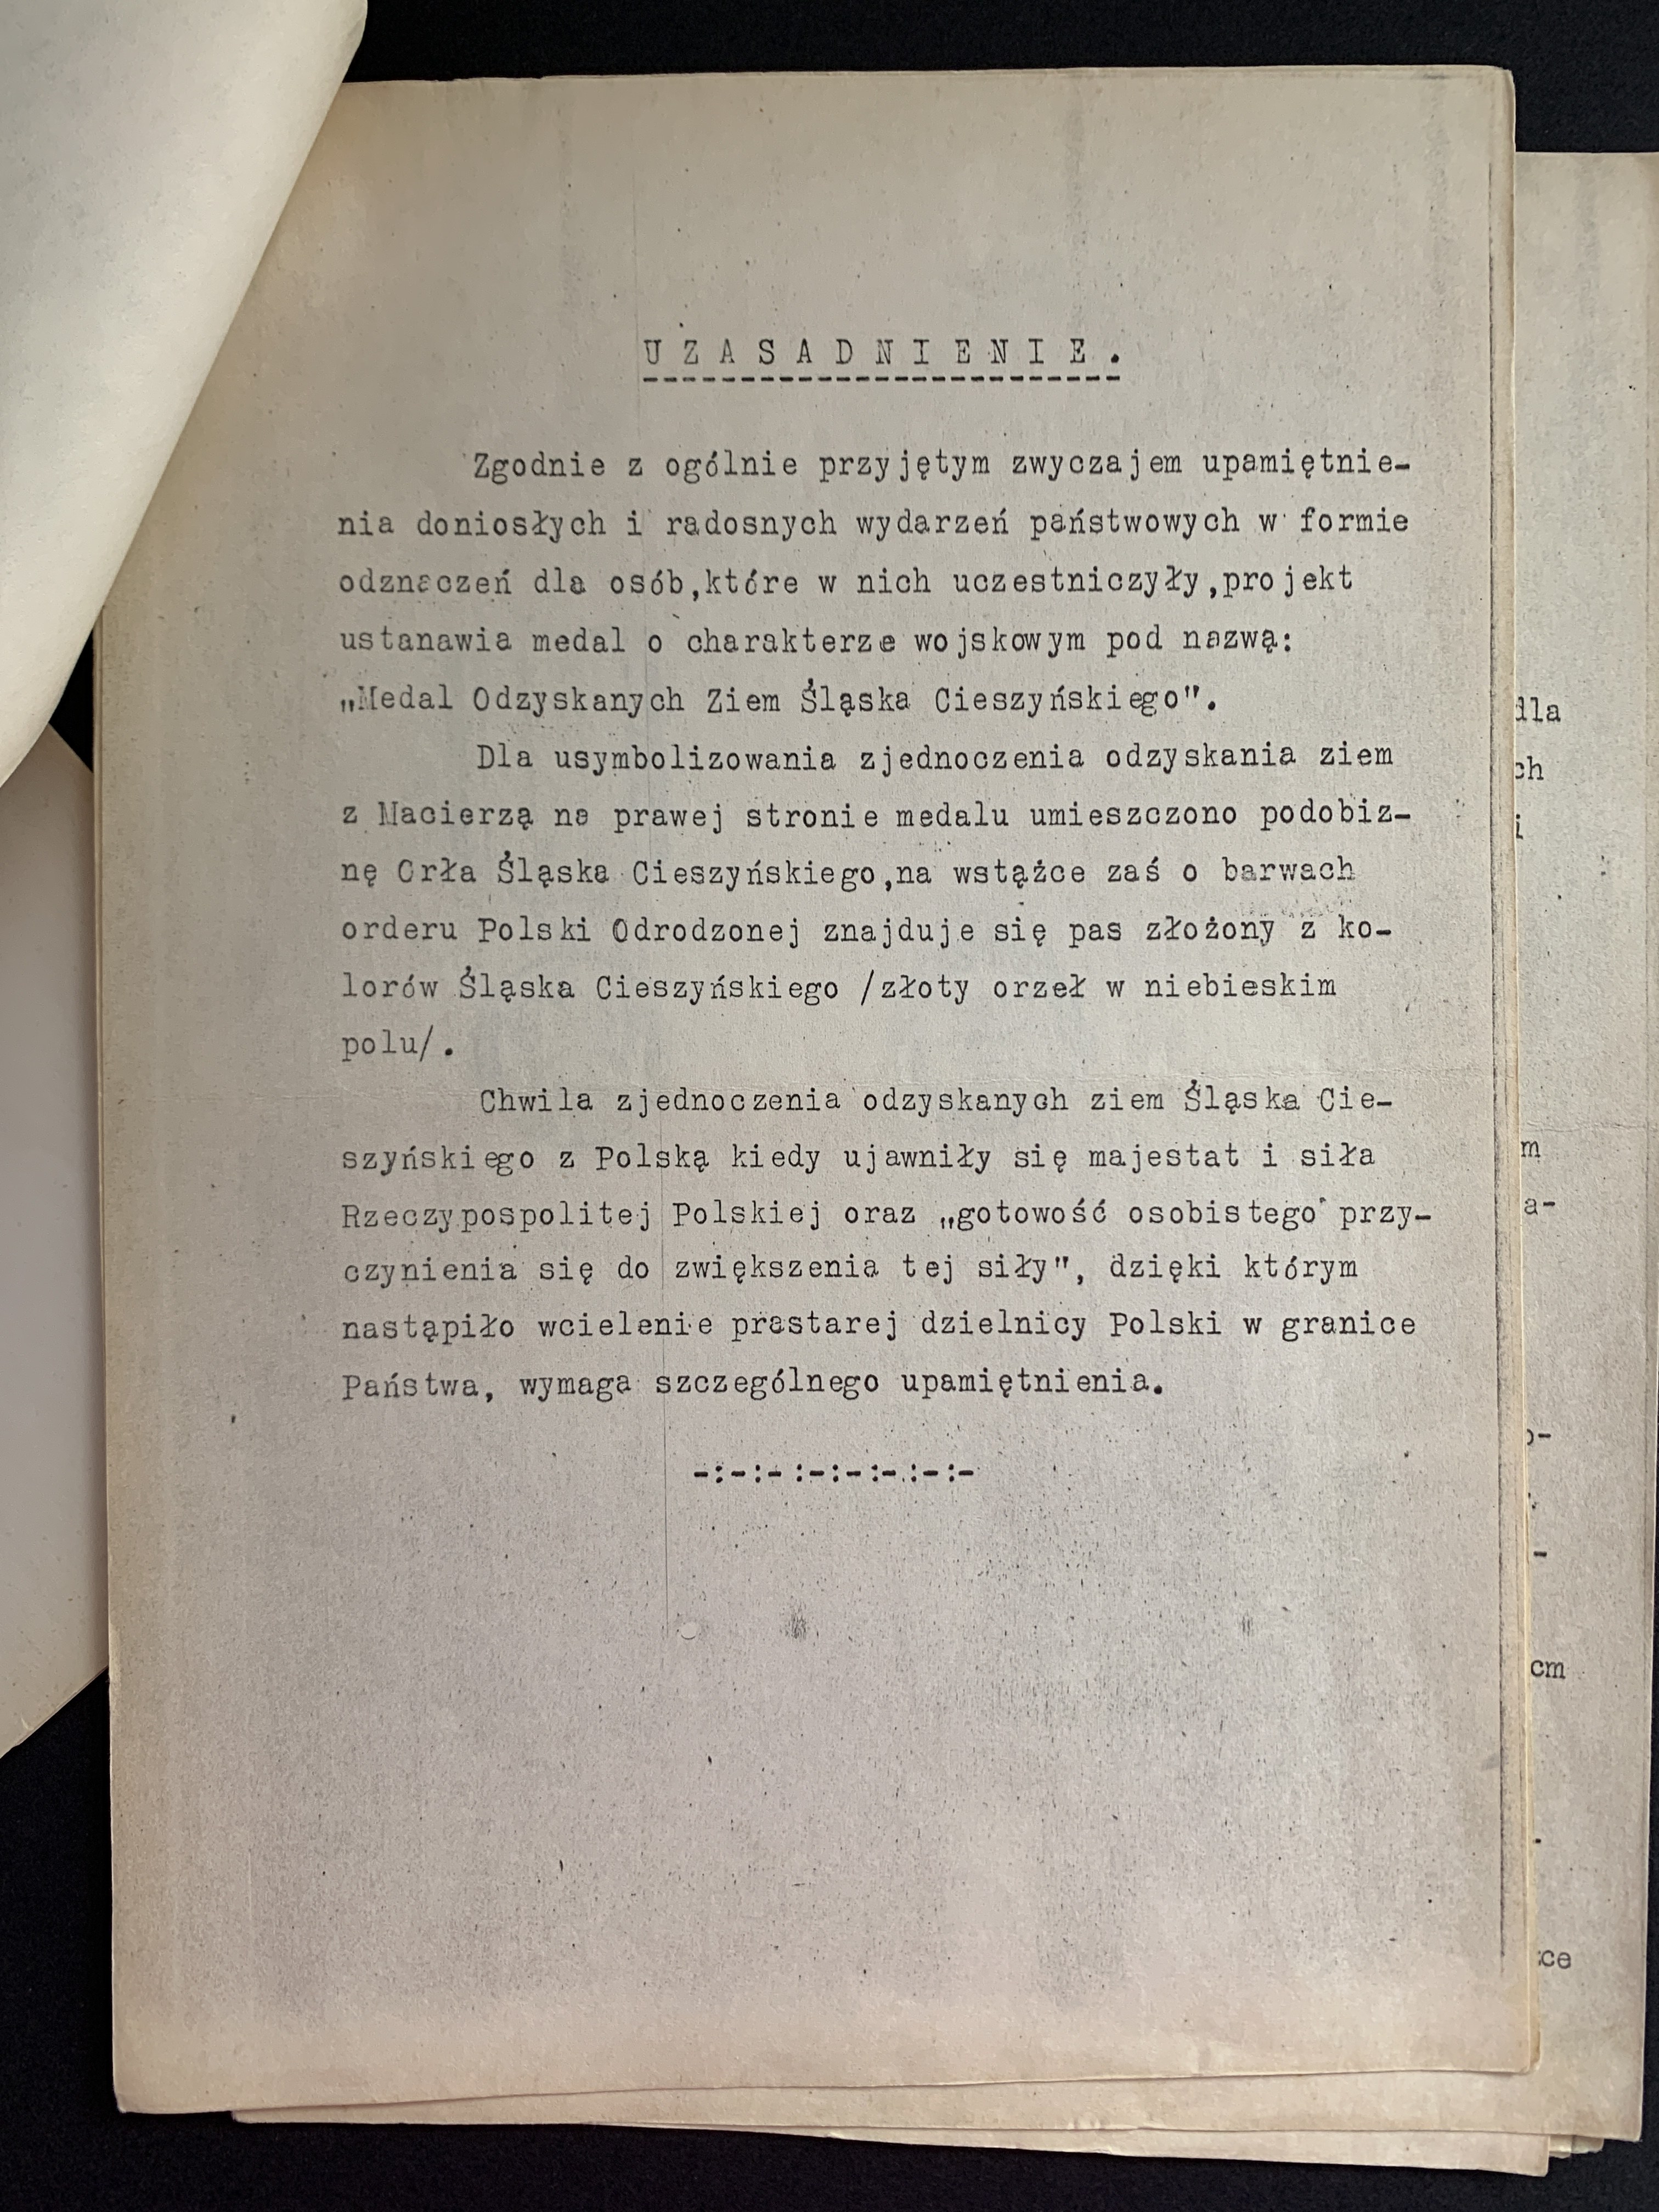 UZASADNIENIE.
Zgodnie z ogólnie przyjętym zwyczajem upamiętnie-
nia doniosłych i radosnych wydarzeń państwowych w formie
odznaczeń dla osób,które w nich uczestniczyły,projekt
ustanawia medal o charakterze wojskowym pod nazwą:
„Medal Odzyskanych Ziem Śląska Cieszyńskiego".
Dla usymbolizowania zjednoczenia odzyskania ziem
z Macierzą na prawej stronie medalu umieszczono podobiz-
nę Orła Śląska Cieszyńskiego,na wstążce zaś o barwach
orderu Polski Odrodzonej znajduje się pas złożony z ko-
lorów Śląska Cieszyńskiego /złoty orzeł w niebieskim
polu/.
Chwila zjednoczenia odzyskanych ziem Śląska Cie-
szyńskiego z Polską kiedy ujawniły się majestat i siła
Rzeczypospolitej Polskiej oraz „gotowość osobistego przy-
czynienia się do zwiększenia tej siły", dzięki którym
nastąpiło wcielenie prastarej dzielnicy Polski w granice
Państwa, wymaga szczególnego upamiętnienia.
-:-:-:-:-:-:-:-
dla
ch
i
m
a-
o-
-
cm
ce